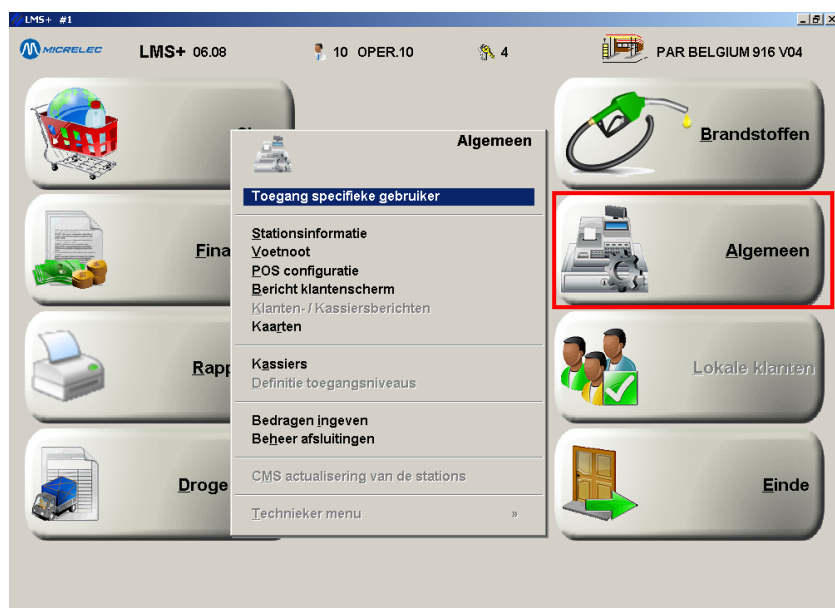 LMS+ #1
MICRELEC LMS+ 06.08 10 OPER.10 4 PAR BELGIUM 916 V04
Brandstoffen
Fina
Algemeen
Rapp
Lokale klanten
Droge
Einde
Algemeen
Toegang specifieke gebruiker
Stationsinformatie
Voetnoot
POS configuratie
Bericht klantenscherm
Klanten- / Kassiersberichten
Kaarten
Kassiers
Definitie toegangsniveaus
Bedragen ingeven
Beheer afsluitingen
CMS actualisering van de stations
Technieker menu »